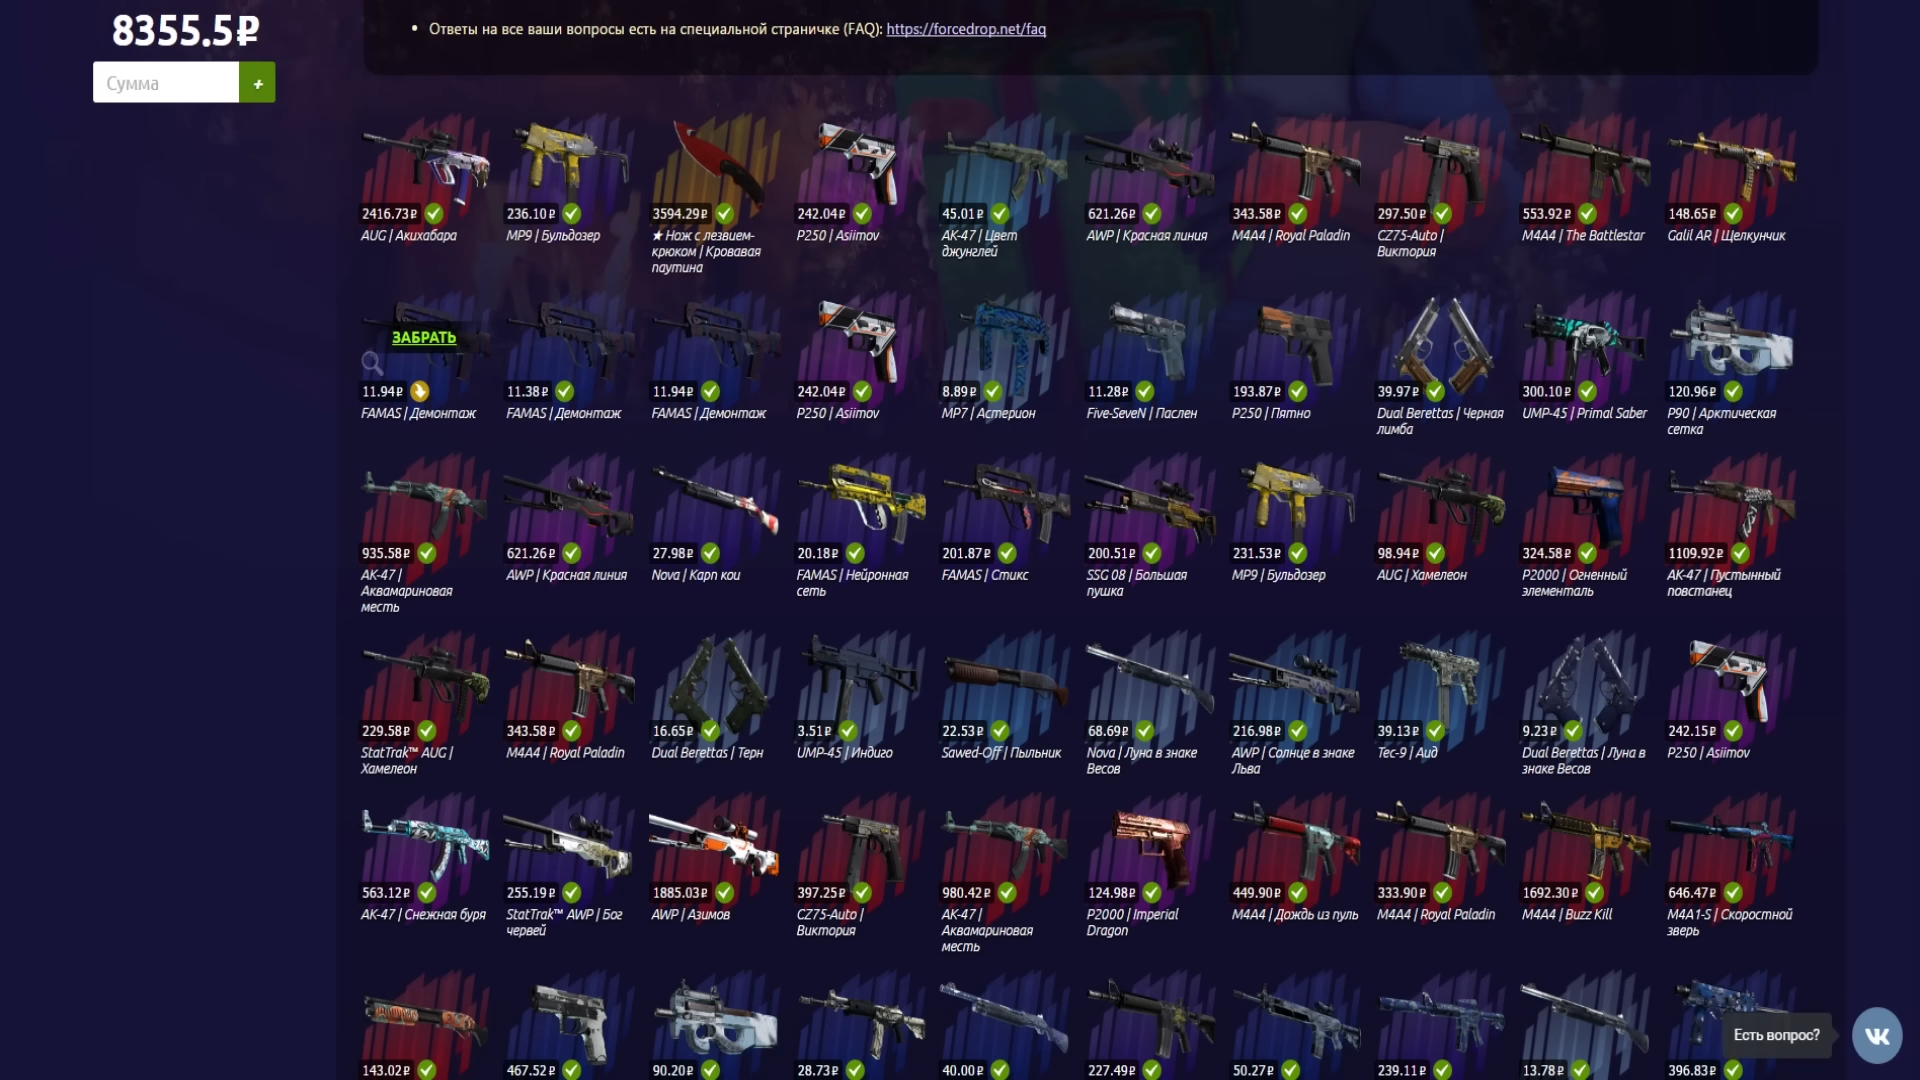 8355.5₽
Сумма
+
• Ответы на все ваши вопросы есть на специальной страничке (FAQ): https://forcedrop.net/faq
2416.73₽ 236.10₽ 3594.29₽ 242.04₽ 45.01₽ 621.26₽ 343.58₽ 297.50₽ 553.92₽ 148.65₽
AUG | Акихабара
MP9 | Бульдозер
★ Нож с лезвием-
крюком | Кровавая
паутина
P250 | Asiimov
AK-47 | Цвет
джунглей
AWP | Красная линия
M4A4 | Royal Paladin
CZ75-Auto |
Виктория
M4A4 | The Battlestar
Galil AR | Щелкунчик
ЗАБРАТЬ
11.94₽ 11.38₽ 11.94₽ 242.04₽ 8.89₽ 11.28₽ 193.87₽ 39.97₽ 300.10₽ 120.96₽
FAMAS | Демонтаж
FAMAS | Демонтаж
FAMAS | Демонтаж
P250 | Asiimov
MP7 | Астерион
Five-SeveN | Паслен
P250 | Пятно
Dual Berettas | Черная
лимба
UMP-45 | Primal Saber
P90 | Арктическая
сетка
935.58₽ 621.26₽ 27.98₽ 20.18₽ 201.87₽ 200.51₽ 231.53₽ 98.94₽ 324.58₽ 1109.92₽
AK-47 |
Аквамариновая
месть
AWP | Красная линия
Nova | Карп кои
FAMAS | Нейронная
сеть
FAMAS | Стикс
SSG 08 | Большая
пушка
MP9 | Бульдозер
AUG | Хамелеон
P2000 | Огненный
элементаль
AK-47 | Пустынный
повстанец
229.58₽ 343.58₽ 16.65₽ 3.51₽ 22.53₽ 68.69₽ 216.98₽ 39.13₽ 9.23₽ 242.15₽
StatTrak™ AUG |
Хамелеон
M4A4 | Royal Paladin
Dual Berettas | Терн
UMP-45 | Индиго
Sawed-Off | Пыльник
Nova | Луна в знаке
Весов
AWP | Солнце в знаке
Льва
Tec-9 | Аид
Dual Berettas | Луна в
знаке Весов
P250 | Asiimov
563.12₽ 255.19₽ 1885.03₽ 397.25₽ 980.42₽ 124.98₽ 449.90₽ 333.90₽ 1692.30₽ 646.47₽
AK-47 | Снежная буря
StatTrak™ AWP | Бог
червей
AWP | Азимов
CZ75-Auto |
Виктория
AK-47 |
Аквамариновая
месть
P2000 | Imperial
Dragon
M4A4 | Дождь из пуль
M4A4 | Royal Paladin
M4A4 | Buzz Kill
M4A1-S | Скоростной
зверь
143.02₽ 467.52₽ 90.20₽ 28.73₽ 40.00₽ 227.49₽ 50.27₽ 239.11₽ 13.78₽ 396.83₽
Есть вопрос?